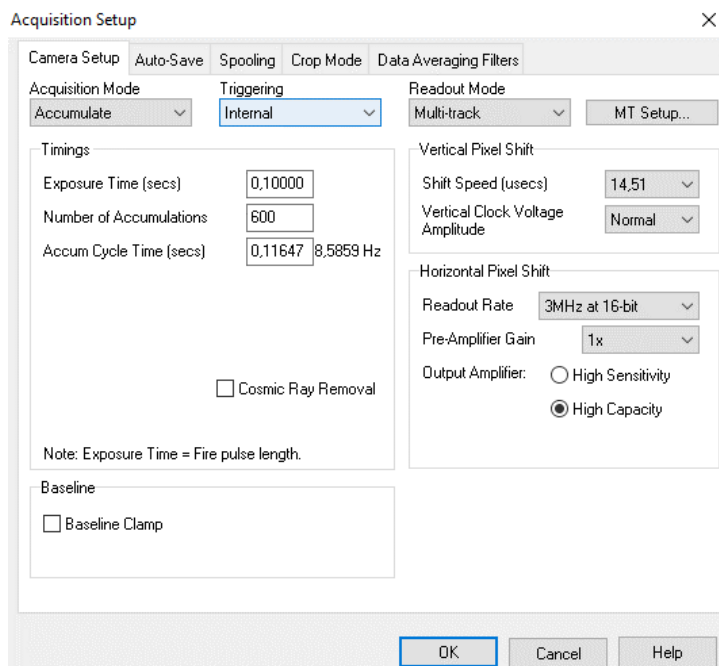 Acquisition Setup
Camera Setup Auto-Save Spooling Crop Mode Data Averaging Filters
Acquisition Mode Triggering Readout Mode
Accumulate Internal Multi-track MT Setup...
Timings
Exposure Time (secs) 0,10000
Number of Accumulations 600
Accum Cycle Time (secs) 0,11647 8,5859 Hz
Cosmic Ray Removal
Note: Exposure Time = Fire pulse length.
Vertical Pixel Shift
Shift Speed (usecs) 14,51
Vertical Clock Voltage
Amplitude Normal
Horizontal Pixel Shift
Readout Rate 3MHz at 16-bit
Pre-Amplifier Gain 1x
Output Amplifier: High Sensitivity
High Capacity
Baseline
Baseline Clamp
OK Cancel Help